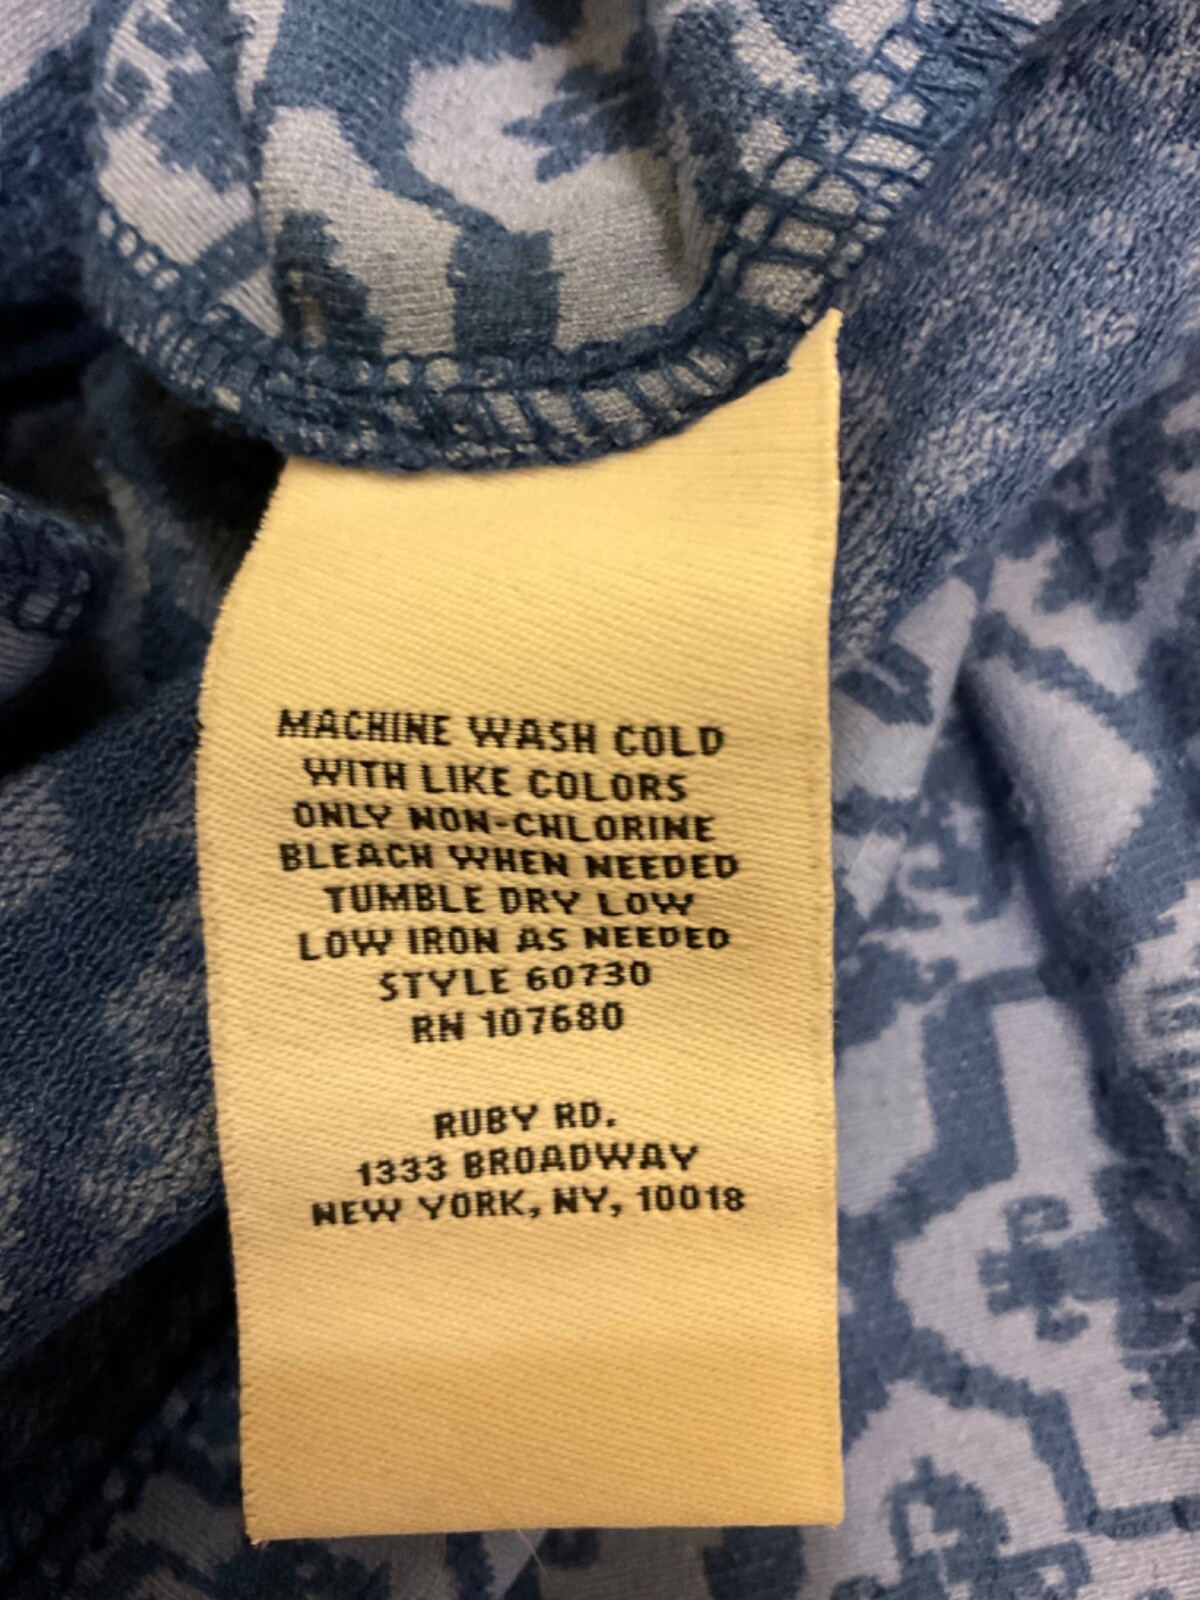 MACHINE WASH COLD
WITH LIKE COLORS
ONLY NON-CHLORINE
BLEACH WHEN NEEDED
TUMBLE DRY LOW
LOW IRON AS NEEDED
STYLE 60730
RN 107680
RUBY RD.
1333 BROADWAY
NEW YORK, NY, 10018